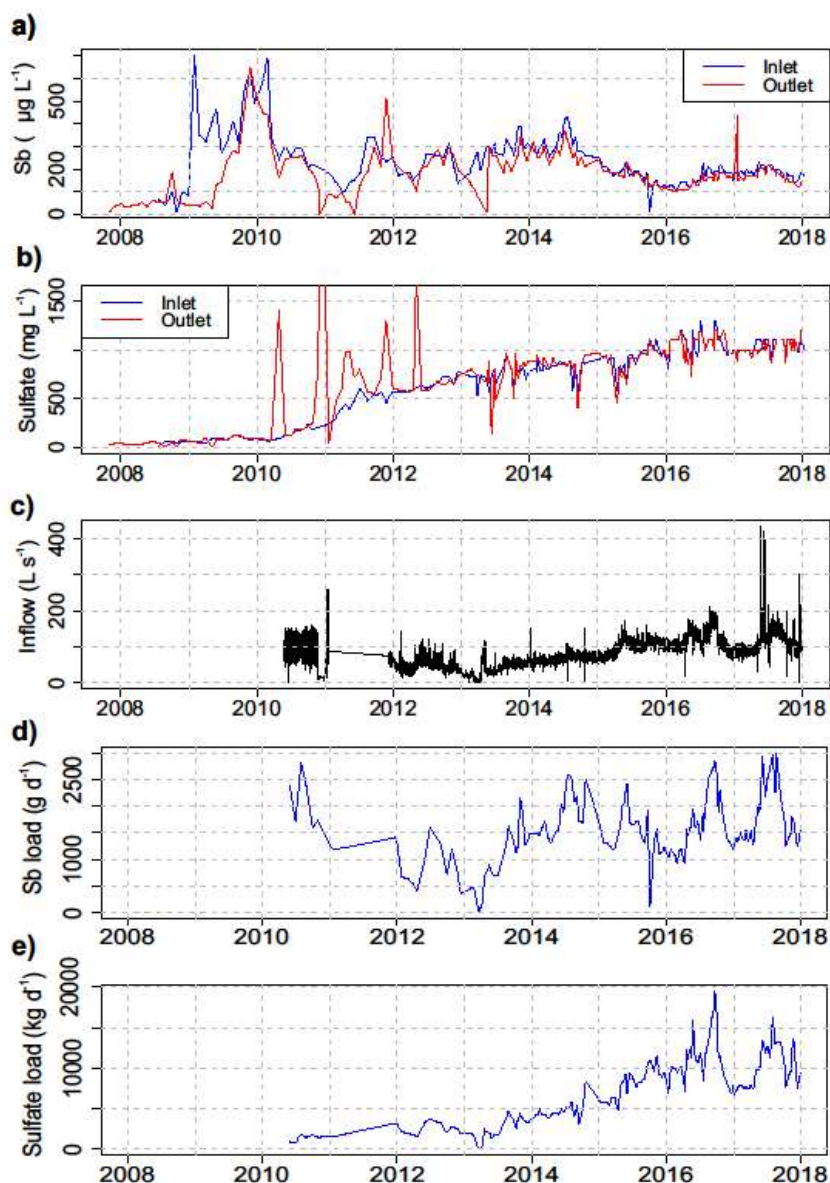 a)
Sb ( µg L⁻¹)
0 200 500
Inlet
Outlet
2008 2010 2012 2014 2016 2018
b)
Sulfate (mg L⁻¹)
0 500 1500
Inlet
Outlet
2008 2010 2012 2014 2016 2018
c)
Inflow (L s⁻¹)
0 200 400
2008 2010 2012 2014 2016 2018
d)
Sb load (g d⁻¹)
0 1000 2500
2008 2010 2012 2014 2016 2018
e)
Sulfate load (kg d⁻¹)
0 10000 20000
2008 2010 2012 2014 2016 2018